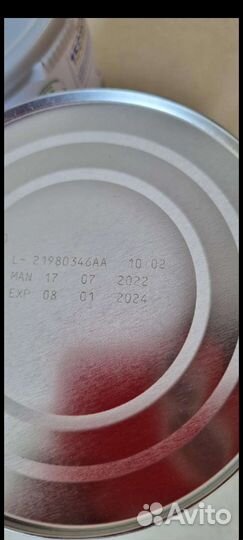 L- 21980346AA 10:02
MAN 17 07 2022
EXP 08 01 2024
Avito